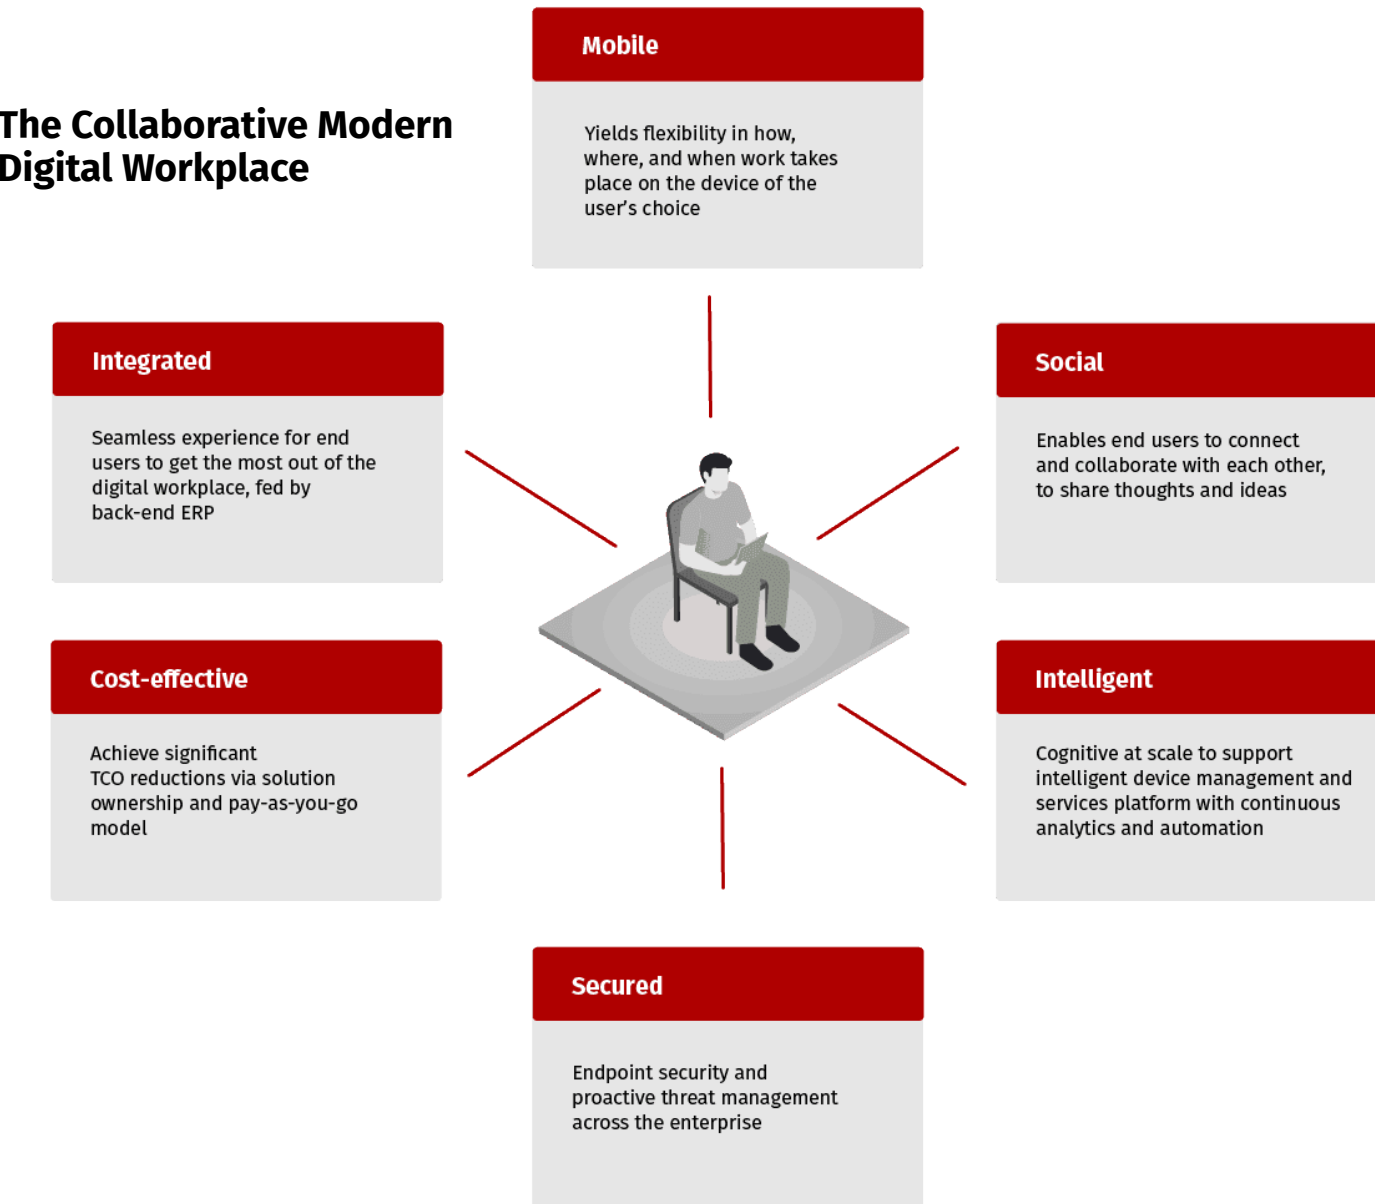 The Collaborative Modern
Digital Workplace
Mobile
Yields flexibility in how,
where, and when work takes
place on the device of the
user's choice
Integrated
Seamless experience for end
users to get the most out of the
digital workplace, fed by
back-end ERP
Social
Enables end users to connect
and collaborate with each other,
to share thoughts and ideas
Cost-effective
Achieve significant
TCO reductions via solution
ownership and pay-as-you-go
model
Intelligent
Cognitive at scale to support
intelligent device management and
services platform with continuous
analytics and automation
Secured
Endpoint security and
proactive threat management
across the enterprise